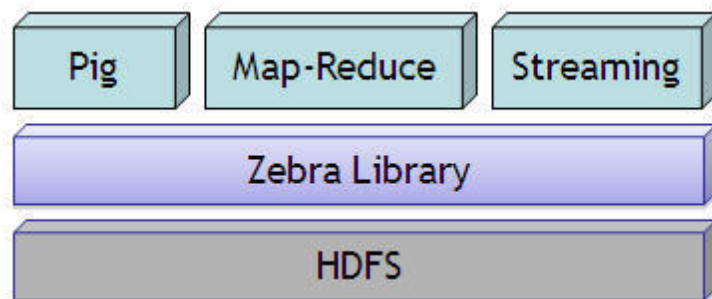 Pig
Map-Reduce
Streaming
Zebra Library
HDFS